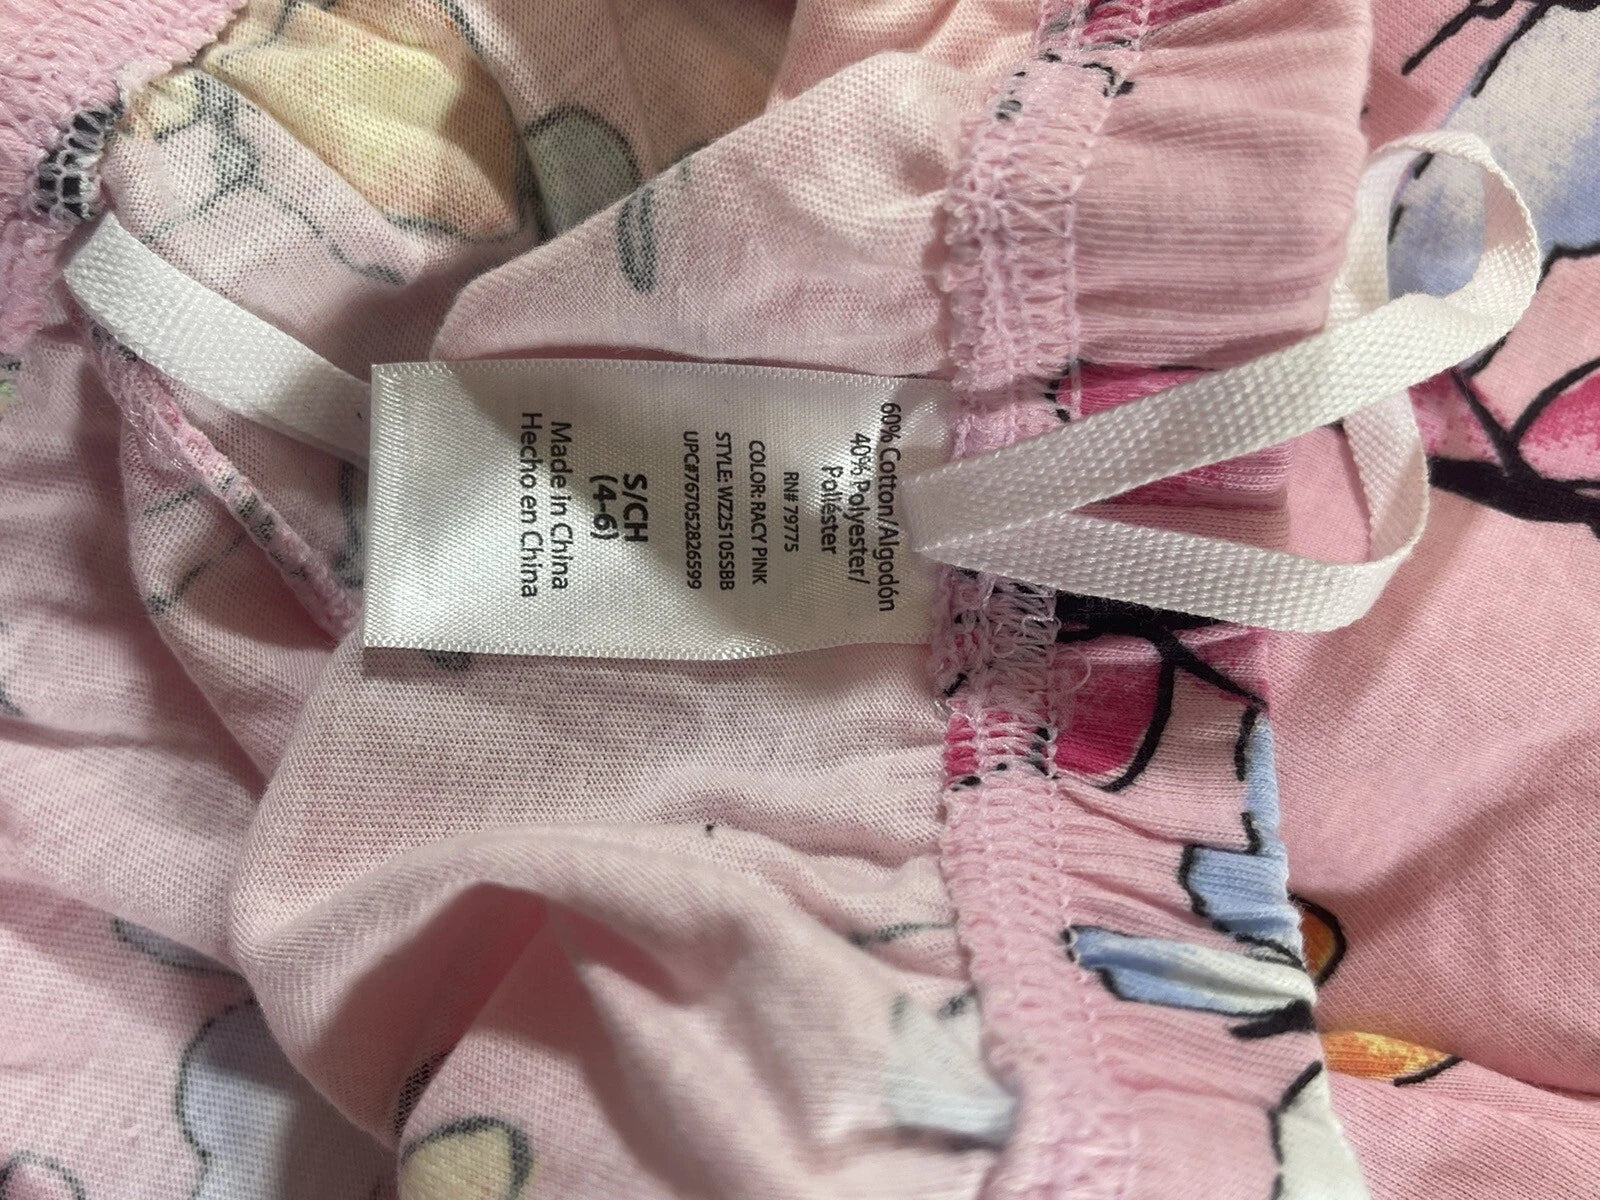 60% Cotton/Algodón
40% Polyester/
Poliéster
RN# 79775
COLOR: RACY PINK
STYLE: WZ25105SBB
UPC#767052826599
S/CH
(4-6)
Made in China
Hecho en China